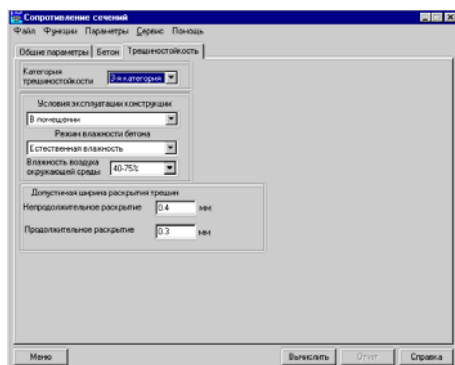 Сопротивление сечений
Файл Функции Параметры Сервис Помощь
Общие параметры Бетон Трещиностойкость
Категория трещиностойкости 3-я категория
Условия эксплуатации конструкции
В помещении
Режим влажности бетона
Естественная влажность
Влажность воздуха окружающей среды 40-75%
Допустимая ширина раскрытия трещин
Непродолжительное раскрытие 0.4 мм
Продолжительное раскрытие 0.3 мм
Меню Вычислить Отчет Справка